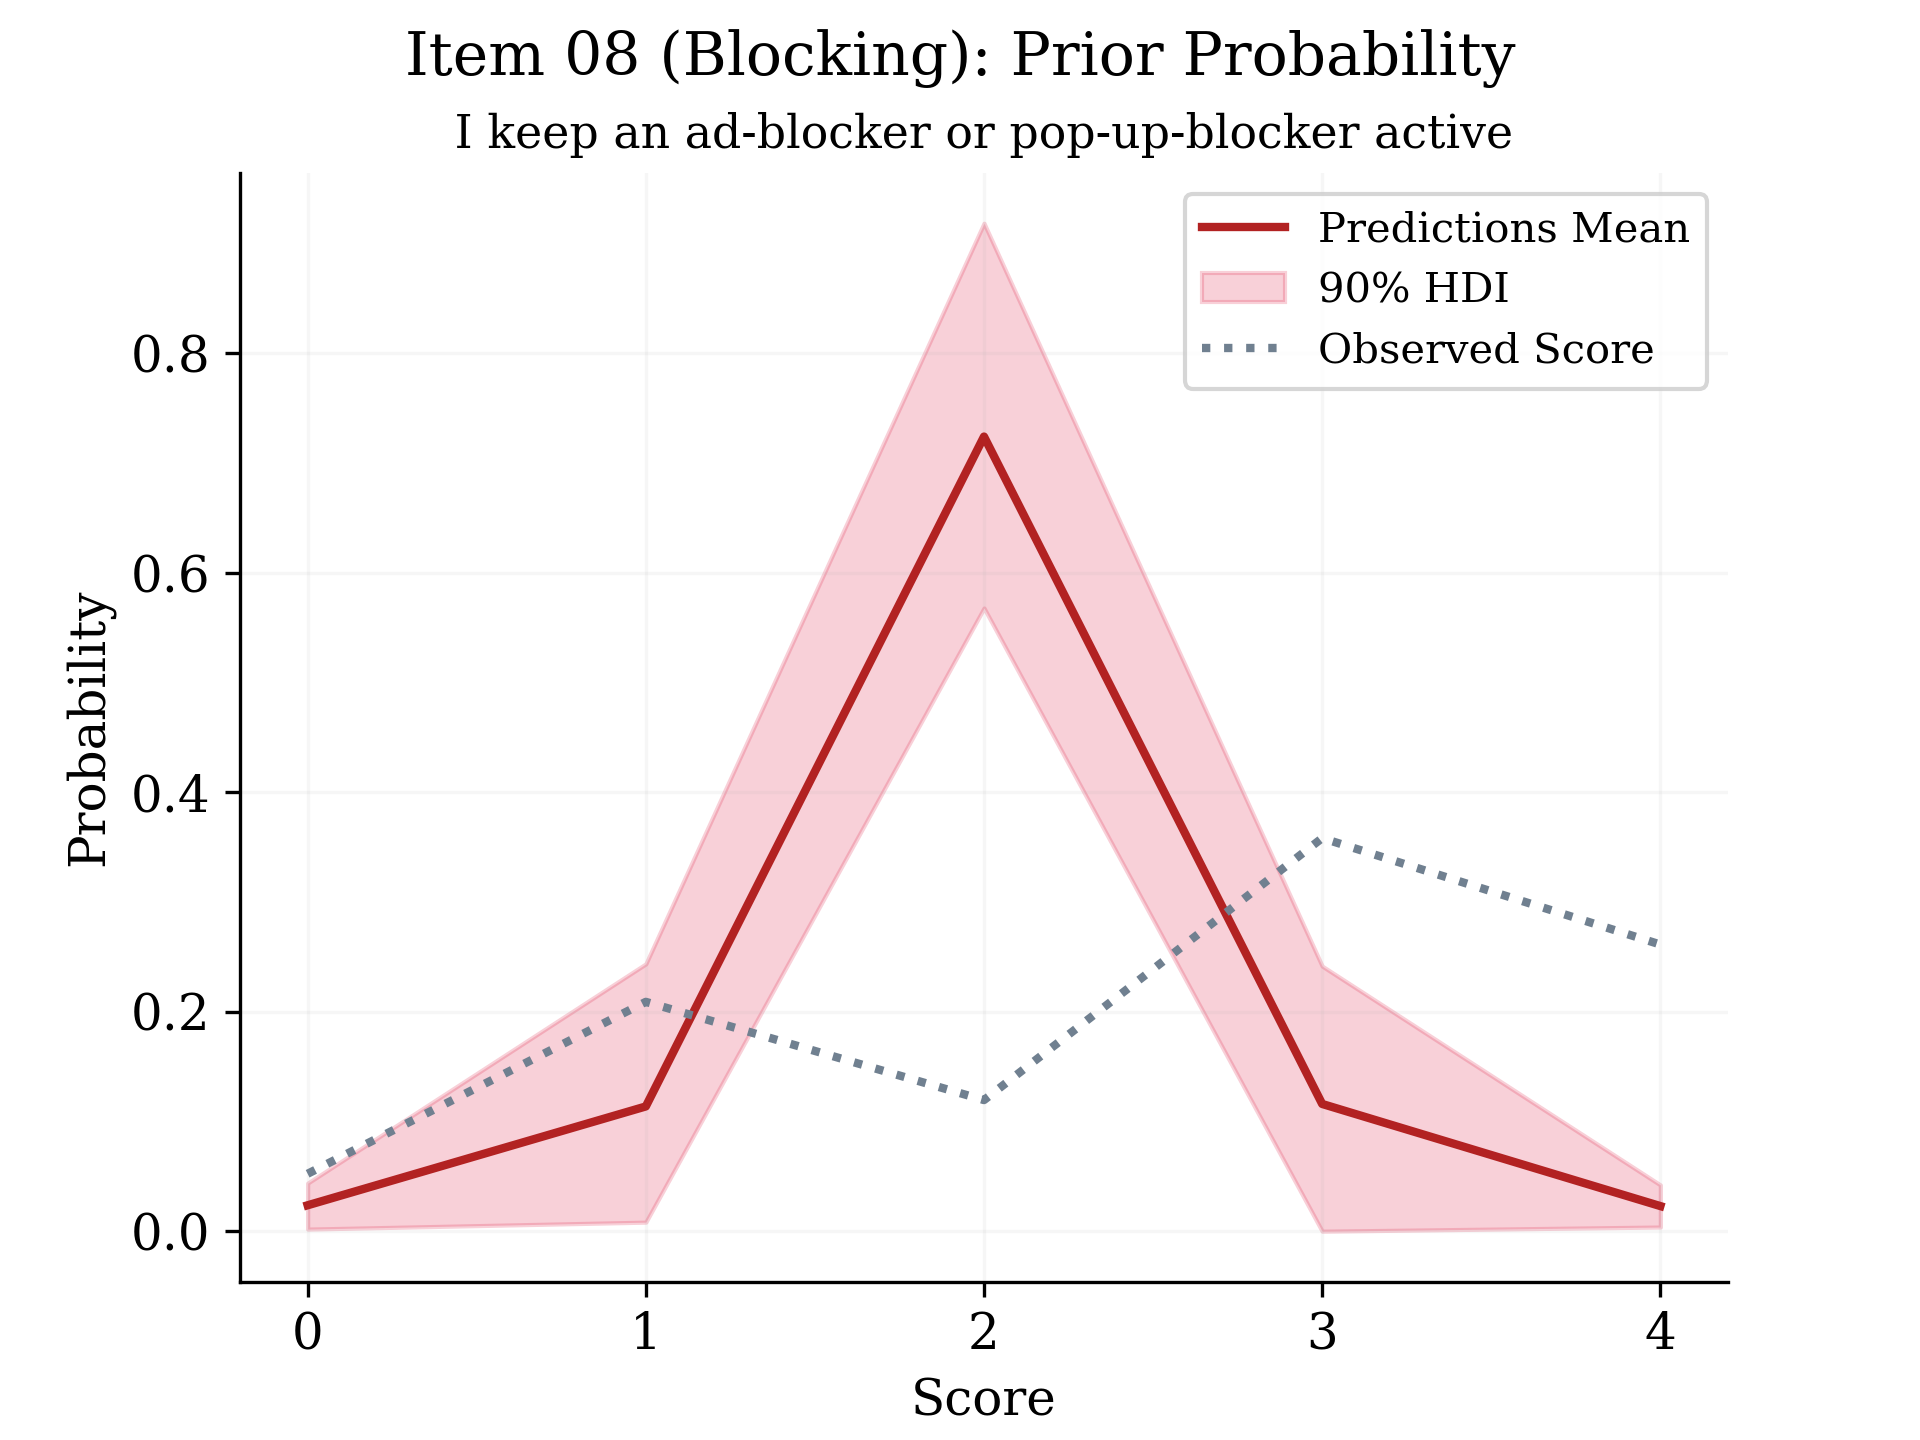 Item 08 (Blocking): Prior Probability
I keep an ad-blocker or pop-up-blocker active
Predictions Mean
90% HDI
Observed Score
Probability
0.8
0.6
0.4
0.2
0.0
0 1 2 3 4
Score